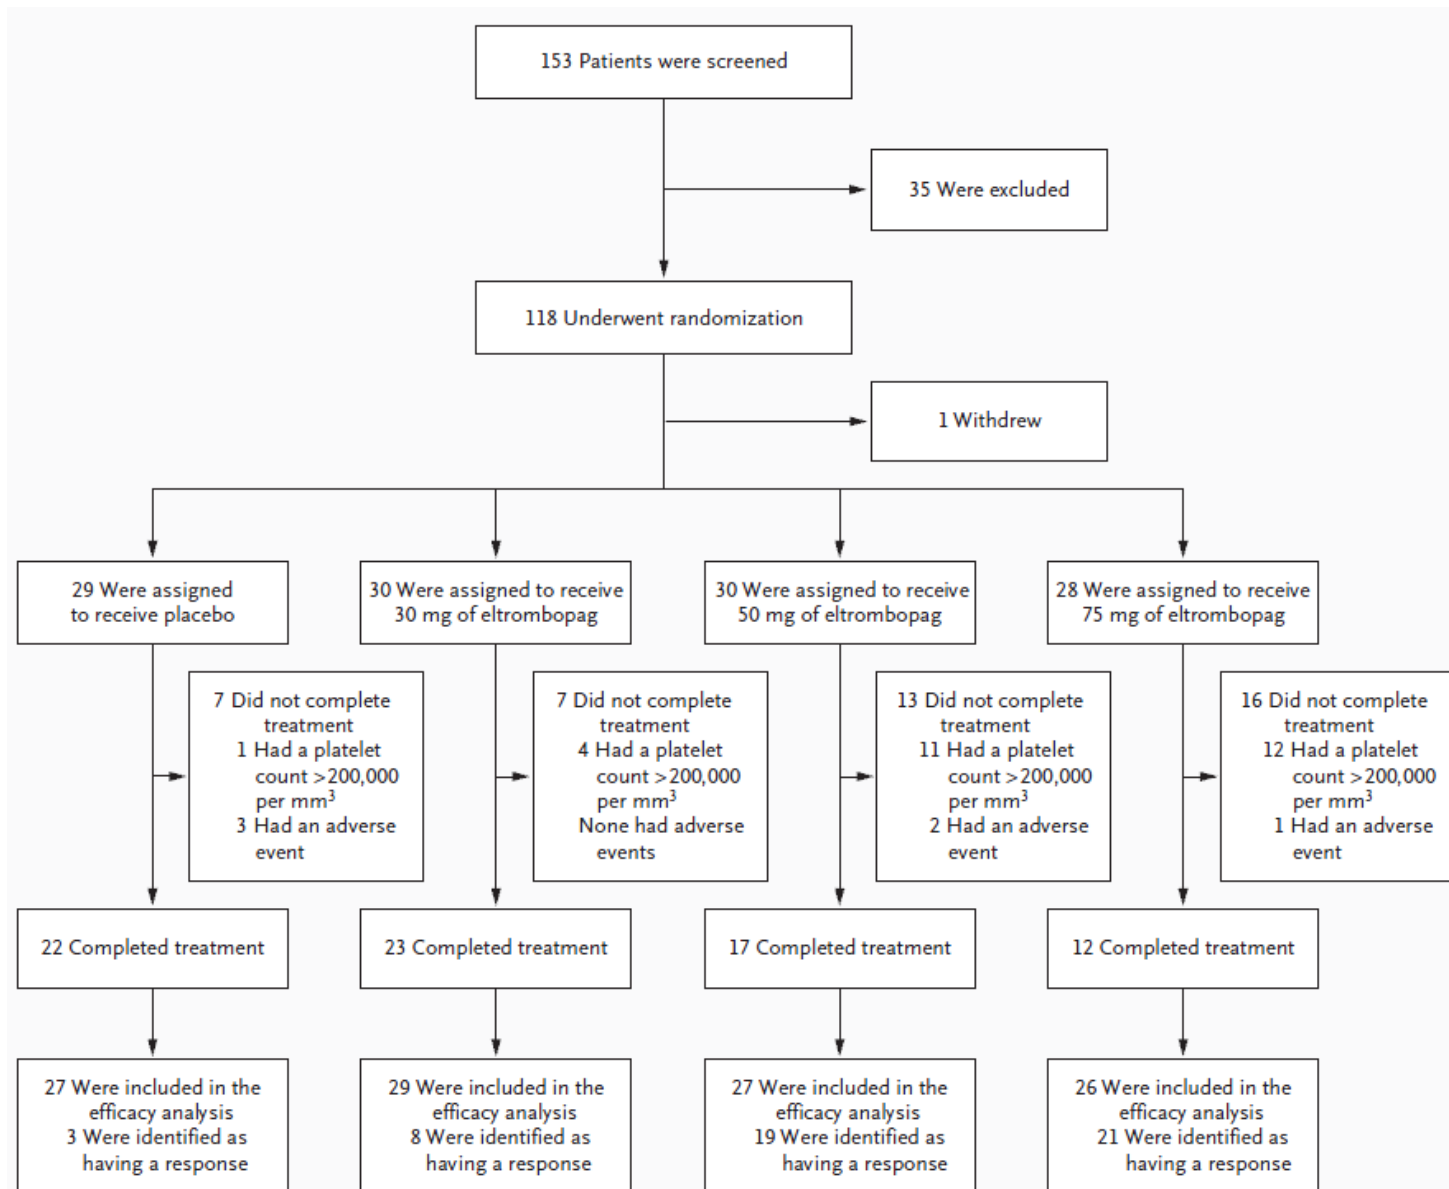 153 Patients were screened
35 Were excluded
118 Underwent randomization
1 Withdrew
29 Were assigned
to receive placebo
30 Were assigned to receive
30 mg of eltrombopag
30 Were assigned to receive
50 mg of eltrombopag
28 Were assigned to receive
75 mg of eltrombopag
7 Did not complete
treatment
1 Had a platelet
count >200,000
per mm³
3 Had an adverse
event
7 Did not complete
treatment
4 Had a platelet
count >200,000
per mm³
None had adverse
events
13 Did not complete
treatment
11 Had a platelet
count >200,000
per mm³
2 Had an adverse
event
16 Did not complete
treatment
12 Had a platelet
count >200,000
per mm³
1 Had an adverse
event
22 Completed treatment
23 Completed treatment
17 Completed treatment
12 Completed treatment
27 Were included in the
efficacy analysis
3 Were identified as
having a response
29 Were included in the
efficacy analysis
8 Were identified as
having a response
27 Were included in the
efficacy analysis
19 Were identified as
having a response
26 Were included in the
efficacy analysis
21 Were identified as
having a response